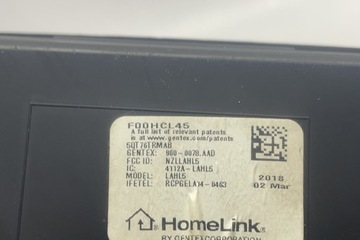 F00HCL45
A full list of relevant patents
is at www.gentex.com/patents
5QT76TRMAB
GENTEX: 960-0078.AAD
FCC ID: NZLLAHL5
IC: 4112A-LAHL5
MODEL: LAHL5
IFETEL: RCPGELA14-0463
2018
02 Mar
HomeLink
BY GENTEX CORPORATION